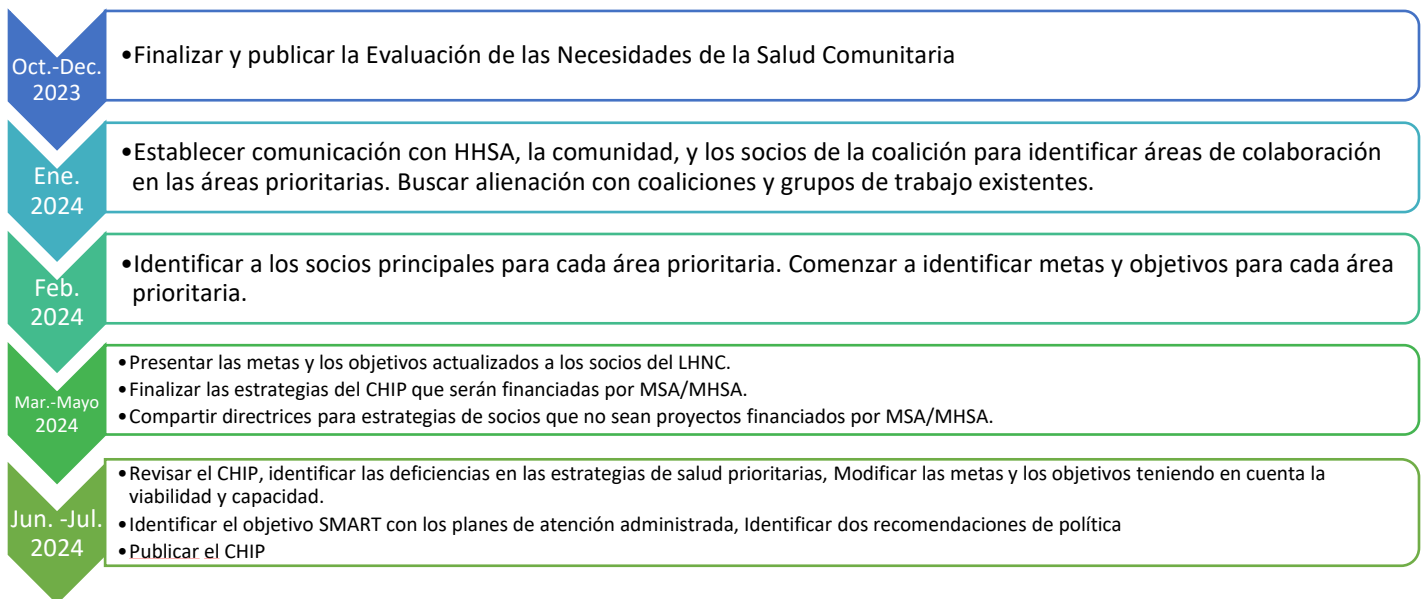 Oct.-Dec.
2023
•Finalizar y publicar la Evaluación de las Necesidades de la Salud Comunitaria
Ene.
2024
•Establecer comunicación con HHSA, la comunidad, y los socios de la coalición para identificar áreas de colaboración
en las áreas prioritarias. Buscar alienación con coaliciones y grupos de trabajo existentes.
Feb.
2024
•Identificar a los socios principales para cada área prioritaria. Comenzar a identificar metas y objetivos para cada área
prioritaria.
Mar.-Mayo
2024
•Presentar las metas y los objetivos actualizados a los socios del LHNC.
•Finalizar las estrategias del CHIP que serán financiadas por MSA/MHSA.
•Compartir directrices para estrategias de socios que no sean proyectos financiados por MSA/MHSA.
Jun. -Jul.
2024
•Revisar el CHIP, identificar las deficiencias en las estrategias de salud prioritarias, Modificar las metas y los objetivos teniendo en cuenta la
viabilidad y capacidad.
•Identificar el objetivo SMART con los planes de atención administrada, Identificar dos recomendaciones de política
•Publicar el CHIP